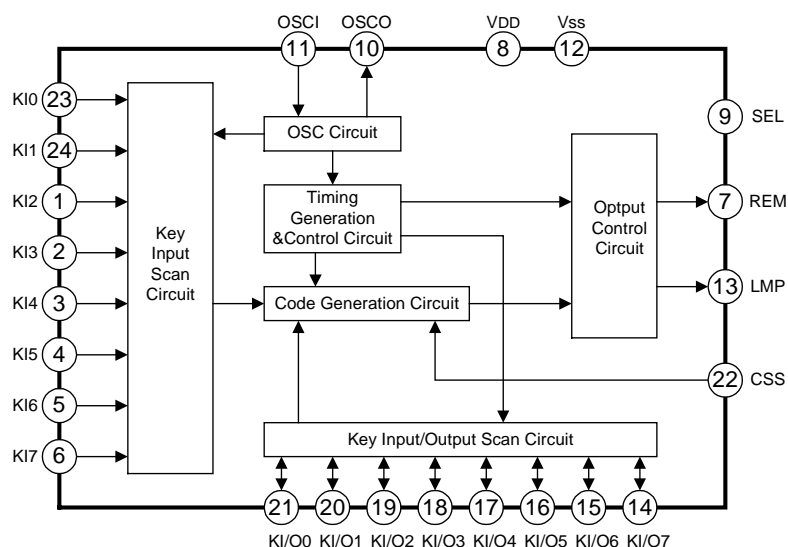 OSCI OSCO VDD Vss
11 10 8 12
KI0 23
9 SEL
OSC Circuit
KI1 24
KI2 1
Timing
Generation
&Control Circuit
7 REM
Key
Input
Scan
Circuit
Optput
Control
Circuit
KI3 2
KI4 3
Code Generation Circuit
13 LMP
KI5 4
22 CSS
KI6 5
Key Input/Output Scan Circuit
KI7 6
21 20 19 18 17 16 15 14
KI/O0 KI/O1 KI/O2 KI/O3 KI/O4 KI/O5 KI/O6 KI/O7